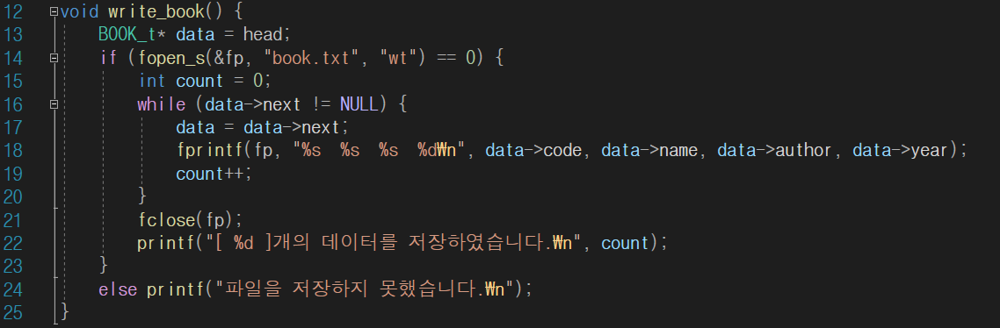 12 void write_book() {
13 BOOK_t* data = head;
14 if (fopen_s(&fp, "book.txt", "wt") == 0) {
15 int count = 0;
16 while (data->next != NULL) {
17 data = data->next;
18 fprintf(fp, "%s  %s  %s  %d₩n", data->code, data->name, data->author, data->year);
19 count++;
20 }
21 fclose(fp);
22 printf("[ %d ]개의 데이터를 저장하였습니다.₩n", count);
23 }
24 else printf("파일을 저장하지 못했습니다.₩n");
25 }